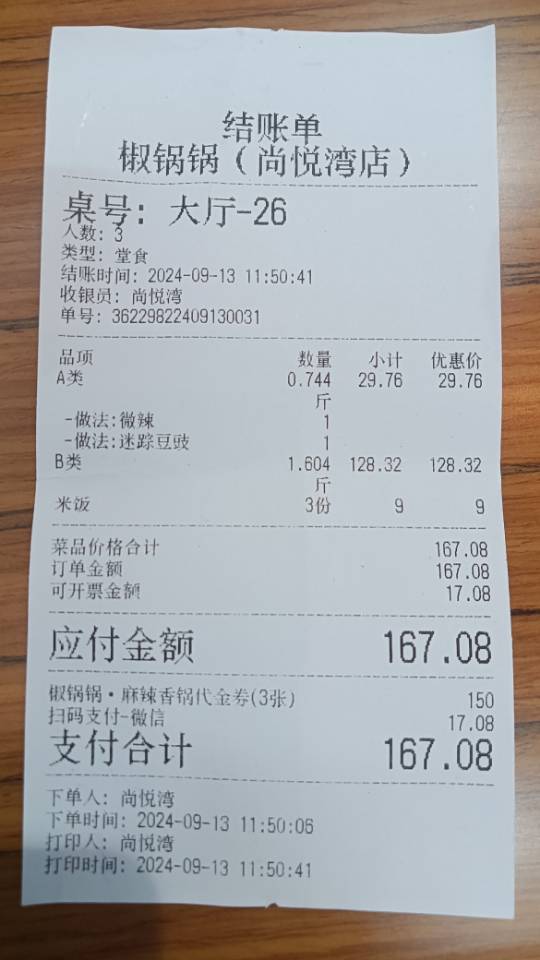 结账单
椒锅锅（尚悦湾店）
桌号: 大厅-26
人数: 3
类型: 堂食
结账时间: 2024-09-13 11:50:41
收银员: 尚悦湾
单号: 36229822409130031
品项 数量 小计 优惠价
A类 0.744 29.76 29.76
斤
-做法:微辣 1
-做法:迷踪豆豉 1
B类 1.604 128.32 128.32
斤
米饭 3份 9 9
菜品价格合计 167.08
订单金额 167.08
可开票金额 17.08
应付金额 167.08
椒锅锅·麻辣香锅代金券(3张) 150
扫码支付-微信 17.08
支付合计 167.08
下单人: 尚悦湾
下单时间: 2024-09-13 11:50:06
打印人: 尚悦湾
打印时间: 2024-09-13 11:50:41